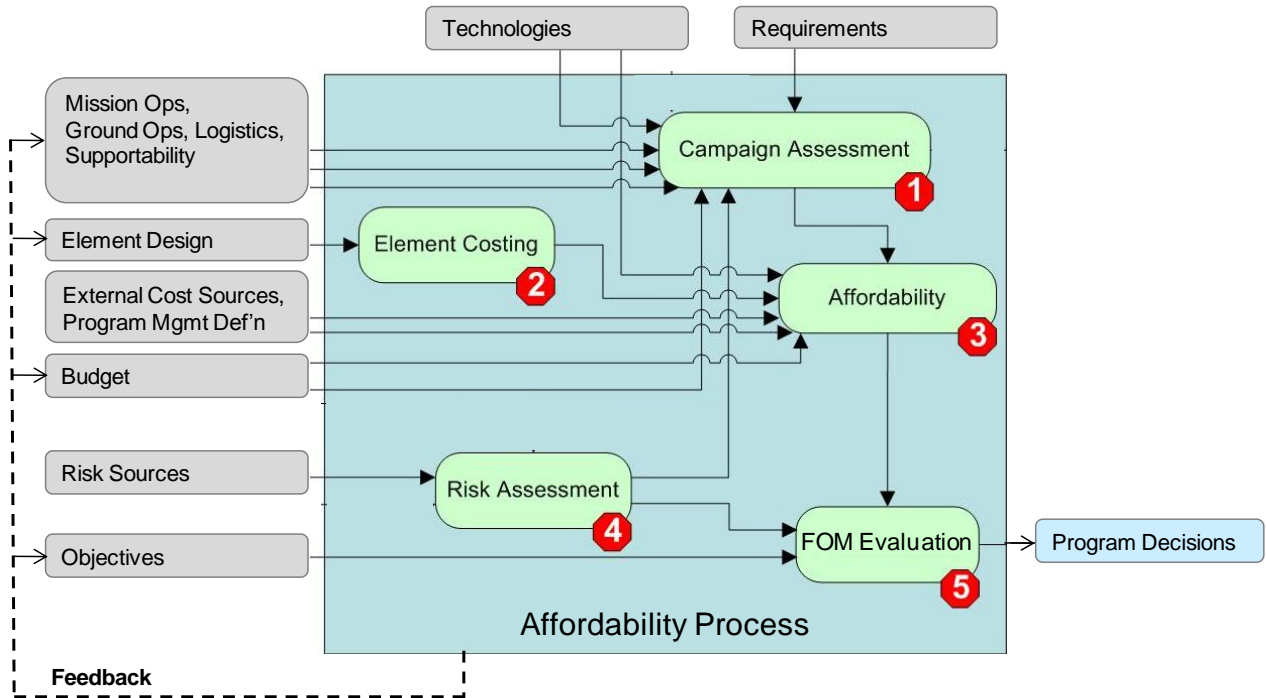 Technologies
Requirements
Mission Ops,
Ground Ops, Logistics,
Supportability
Campaign Assessment
1
Element Design
Element Costing
2
External Cost Sources,
Program Mgmt Def’n
Affordability
3
Budget
Risk Sources
Risk Assessment
4
Objectives
FOM Evaluation
5
Program Decisions
Affordability Process
Feedback